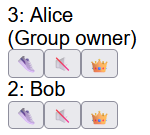 3: Alice
(Group owner)
2: Bob